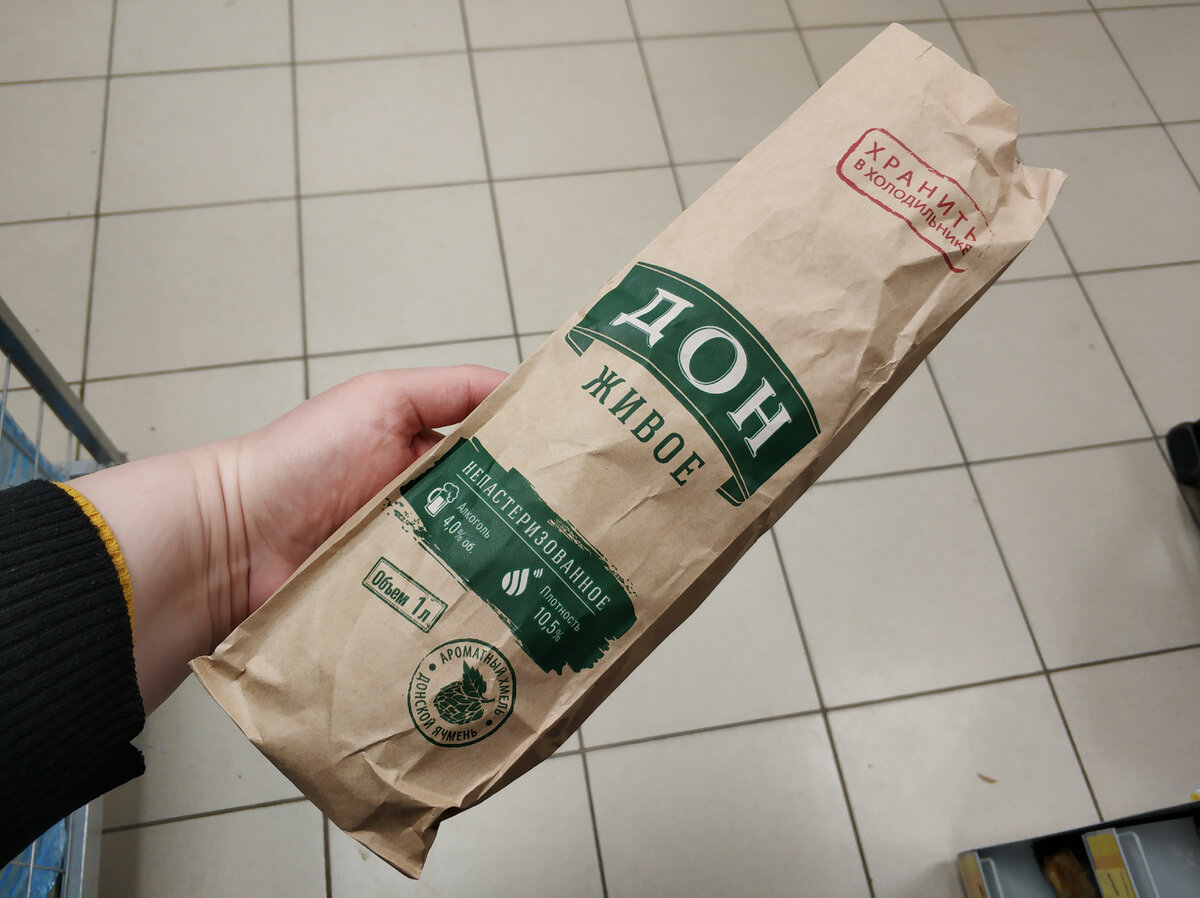 ХРАНИТЬ
В ХОЛОДИЛЬНИКЕ
ДОН
ЖИВОЕ
НЕПАСТЕРИЗОВАННОЕ
Алкоголь
4,0% об.
Плотность
10,5%
Объем 1л
АРОМАТНЫЙ ХМЕЛЬ
ДОНСКОЙ ЯЧМЕНЬ